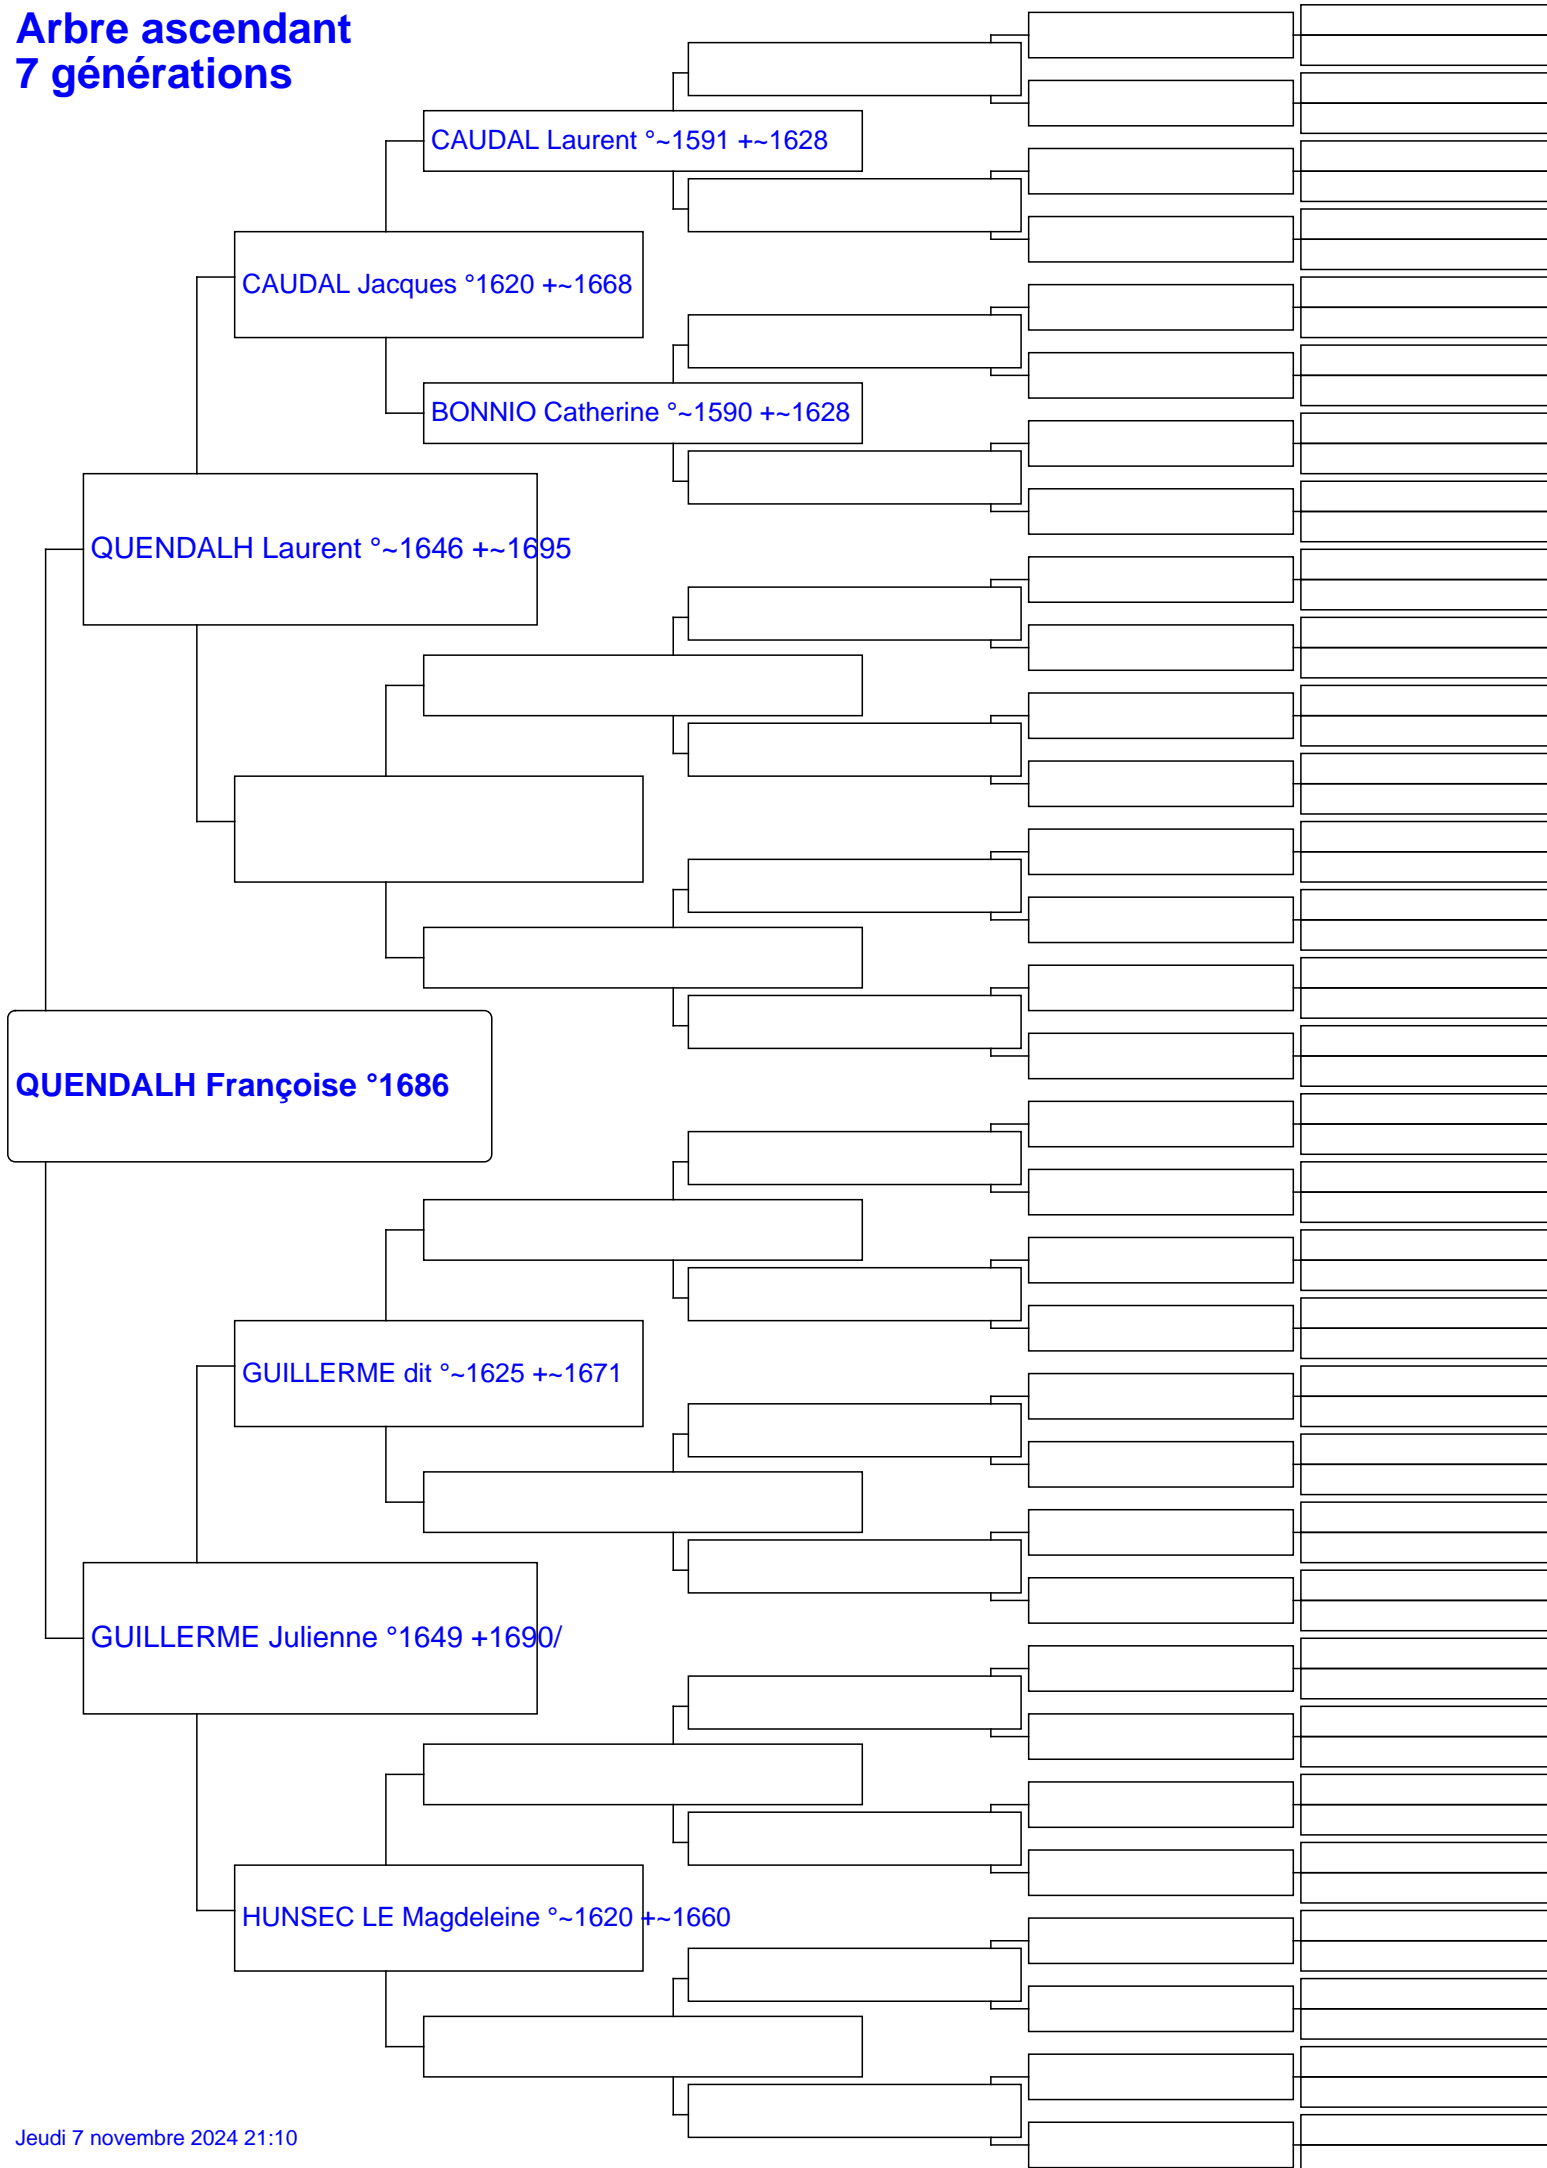 Arbre ascendant
7 générations
CAUDAL Laurent °~1591 +~1628
CAUDAL Jacques °1620 +~1668
BONNIO Catherine °~1590 +~1628
QUENDALH Laurent °~1646 +~1695
QUENDALH Françoise °1686
GUILLERME dit °~1625 +~1671
GUILLERME Julienne °1649 +1690/
HUNSEC LE Magdeleine °~1620 +~1660
Jeudi 7 novembre 2024 21:10